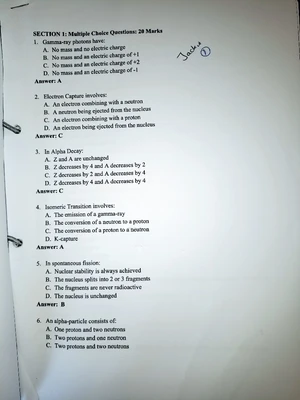 SECTION 1: Multiple Choice Questions: 20 Marks
1. Gamma-ray photons have:
A. No mass and no electric charge
B. No mass and an electric charge of +1
C. No mass and an electric charge of +2
D. No mass and an electric charge of -1
Answer: A
2. Electron Capture involves:
A. An electron combining with a neutron
B. A neutron being ejected from the nucleus
C. An electron combining with a proton
D. An electron being ejected from the nucleus
Answer: C
3. In Alpha Decay:
A. Z and A are unchanged
B. Z decreases by 4 and A decreases by 2
C. Z decreases by 2 and A decreases by 4
D. Z decreases by 4 and A decreases by 4
Answer: C
4. Isomeric Transition involves:
A. The emission of a gamma-ray
B. The conversion of a neutron to a proton
C. The conversion of a proton to a neutron
D. K-capture
Answer: A
5. In spontaneous fission:
A. Nuclear stability is always achieved
B. The nucleus splits into 2 or 3 fragments
C. The fragments are never radioactive
D. The nucleus is unchanged
Answer: B
6. An alpha-particle consists of:
A. One proton and two neutrons
B. Two protons and one neutron
C. Two protons and two neutrons